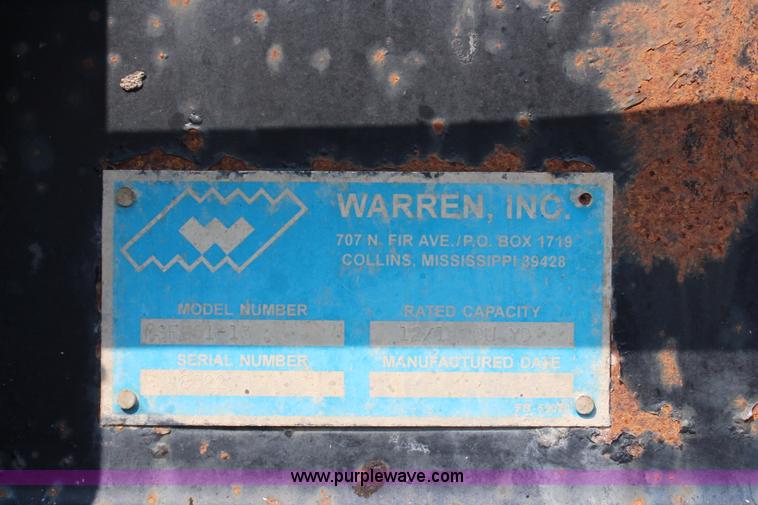 W
WARREN, INC.
707 N. FIR AVE./P.O. BOX 1719
COLLINS, MISSISSIPPI 39428
MODEL NUMBER RATED CAPACITY
SERIAL NUMBER MANUFACTURED DATE
www.purplewave.com